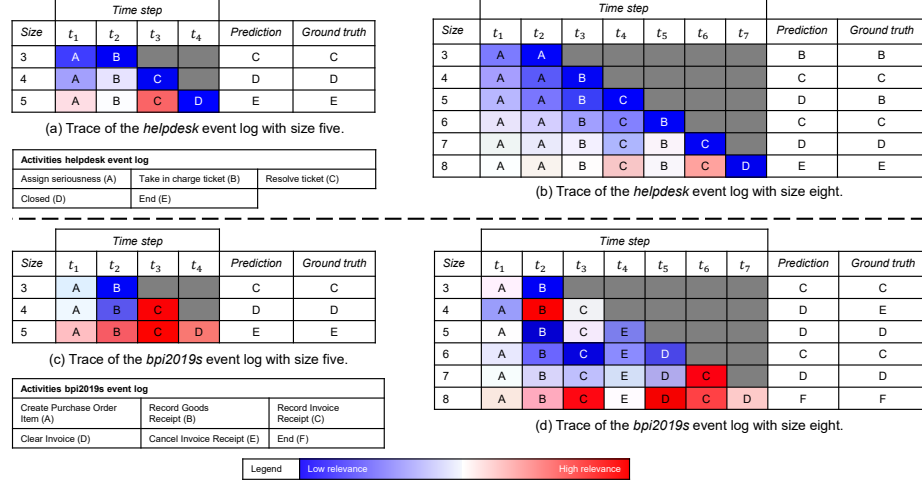 Time step
Size t1 t2 t3 t4 Prediction Ground truth
3 A B C C
4 A B C D D
5 A B C D E E
(a) Trace of the helpdesk event log with size five.
Activities helpdesk event log
Assign seriousness (A) Take in charge ticket (B) Resolve ticket (C)
Closed (D) End (E)
Time step
Size t1 t2 t3 t4 t5 t6 t7 Prediction Ground truth
3 A A B B
4 A A B C C
5 A A B C D B
6 A A B C B C C
7 A A B C B C D D
8 A A B C B C D E E
(b) Trace of the helpdesk event log with size eight.
Time step
Size t1 t2 t3 t4 Prediction Ground truth
3 A B C C
4 A B C D D
5 A B C D E E
(c) Trace of the bpi2019s event log with size five.
Activities bpi2019s event log
Create Purchase Order Record Goods Record Invoice
Item (A) Receipt (B) Receipt (C)
Clear Invoice (D) Cancel Invoice Receipt (E) End (F)
Time step
Size t1 t2 t3 t4 t5 t6 t7 Prediction Ground truth
3 A B C C
4 A B C D E
5 A B C E D D
6 A B C E D C C
7 A B C E D C D D
8 A B C E D C D F F
(d) Trace of the bpi2019s event log with size eight.
Legend Low relevance High relevance